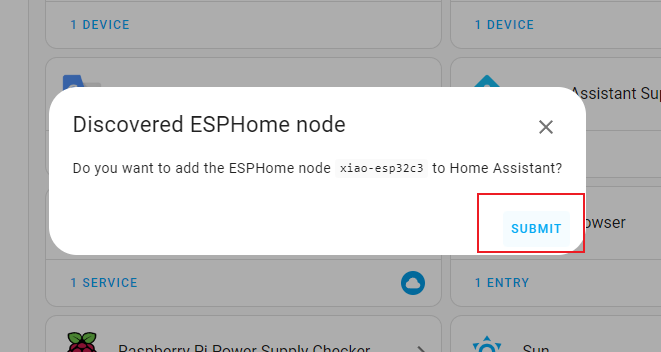 1 DEVICE
1 DEVICE
Assistant Sup
Discovered ESPHome node
Do you want to add the ESPHome node xiao-esp32c3 to Home Assistant?
SUBMIT
owser
1 SERVICE
1 ENTRY
Raspberry Pi Power Supply Checker
Sun